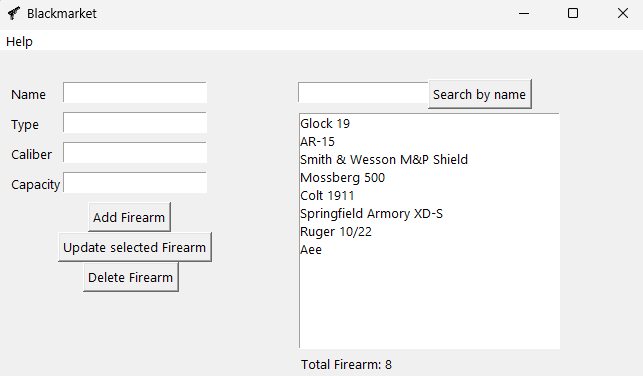 Blackmarket
Help
Name
Type
Caliber
Capacity
Add Firearm
Update selected Firearm
Delete Firearm
Search by name
Glock 19
AR-15
Smith & Wesson M&P Shield
Mossberg 500
Colt 1911
Springfield Armory XD-S
Ruger 10/22
Aee
Total Firearm: 8